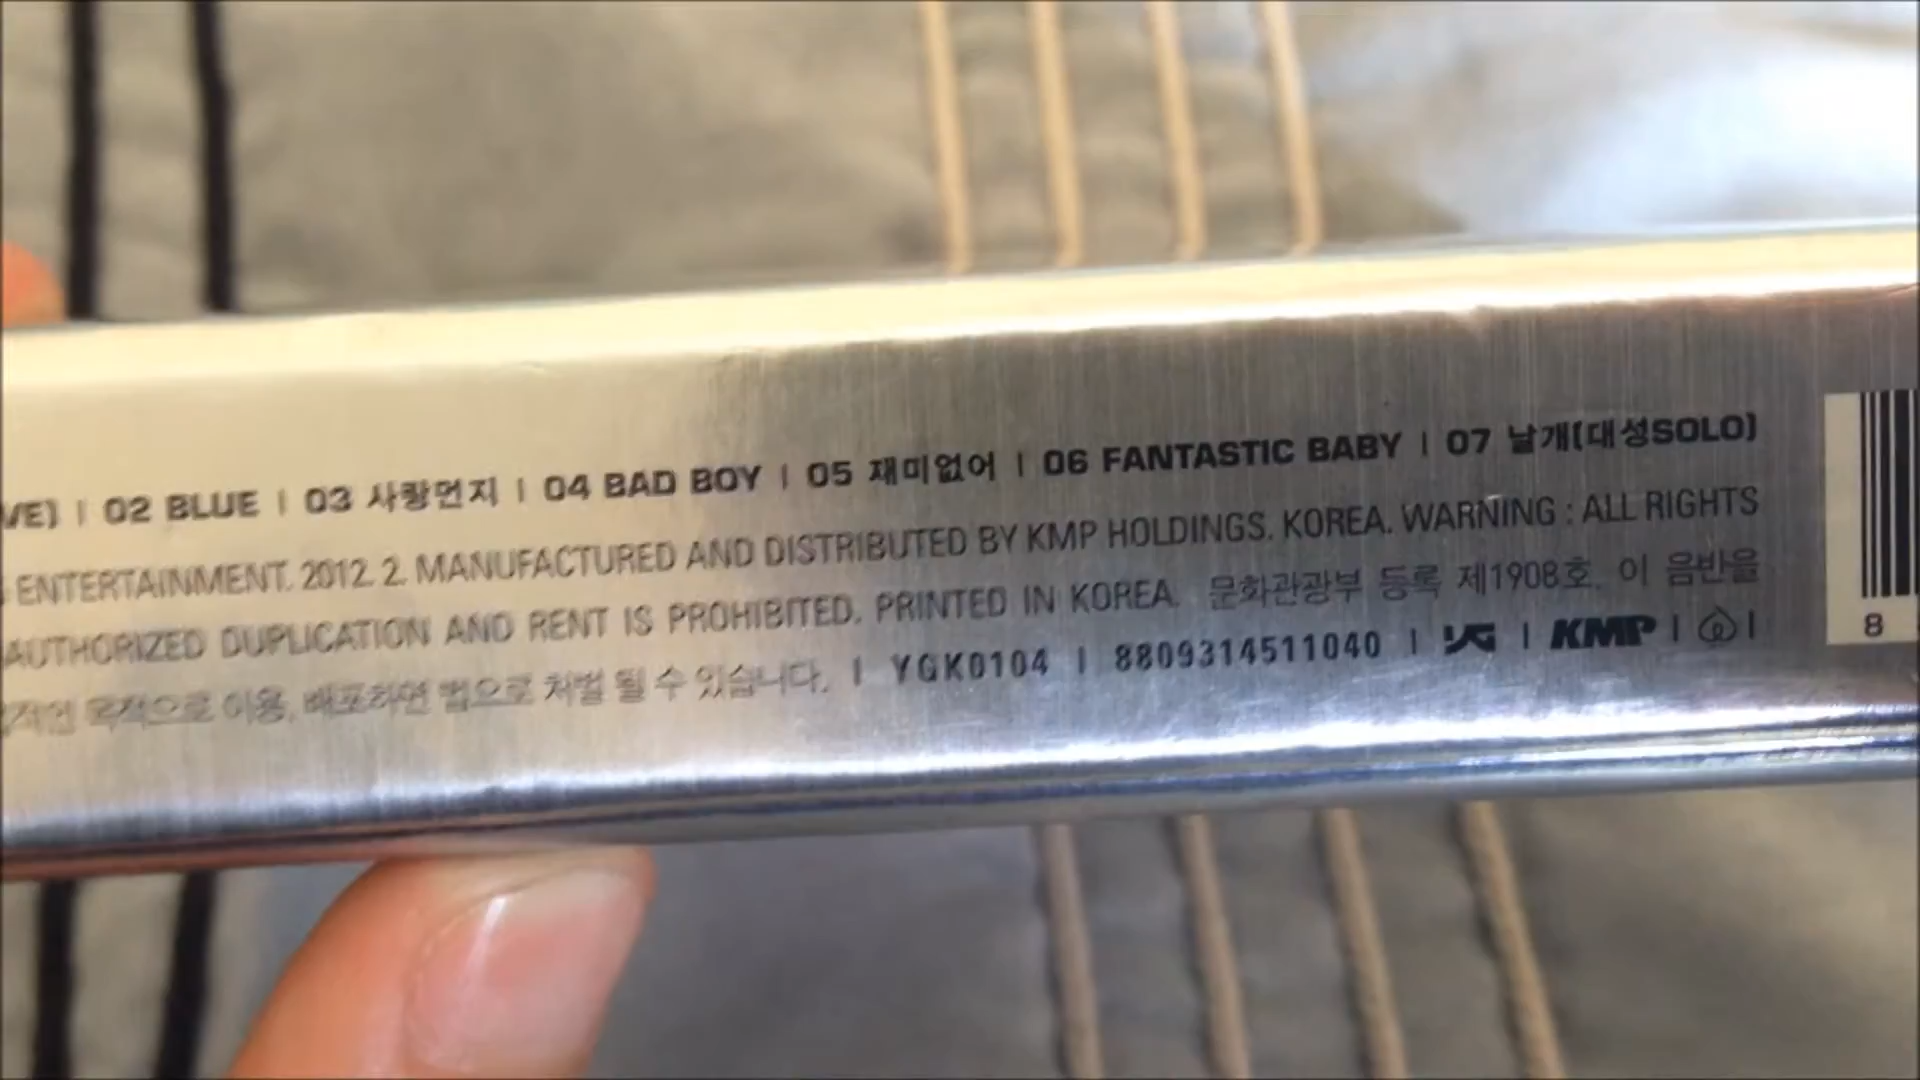 VE) | 02 BLUE | 03 사랑먼지 | 04 BAD BOY | 05 재미없어 | 06 FANTASTIC BABY | 07 날개(대성SOLO)
ENTERTAINMENT. 2012. 2. MANUFACTURED AND DISTRIBUTED BY KMP HOLDINGS. KOREA. WARNING : ALL RIGHTS
AUTHORIZED DUPLICATION AND RENT IS PROHIBITED. PRINTED IN KOREA. 문화관광부 등록 제1908호. 이 음반을
목적으로 이용, 배포하면 법으로 처벌 될 수 있습니다. | YGK0104 | 8809314511040 | YG | KMP | |
8